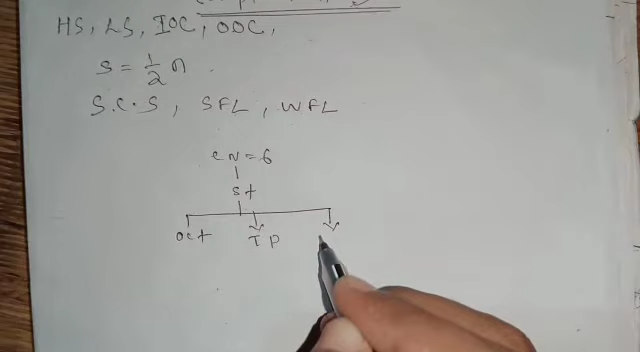 HS, LS, IOC, OOC,
S = 1/2 n
S.C.S, SFL, WFL
CN=6
St
Oct TP